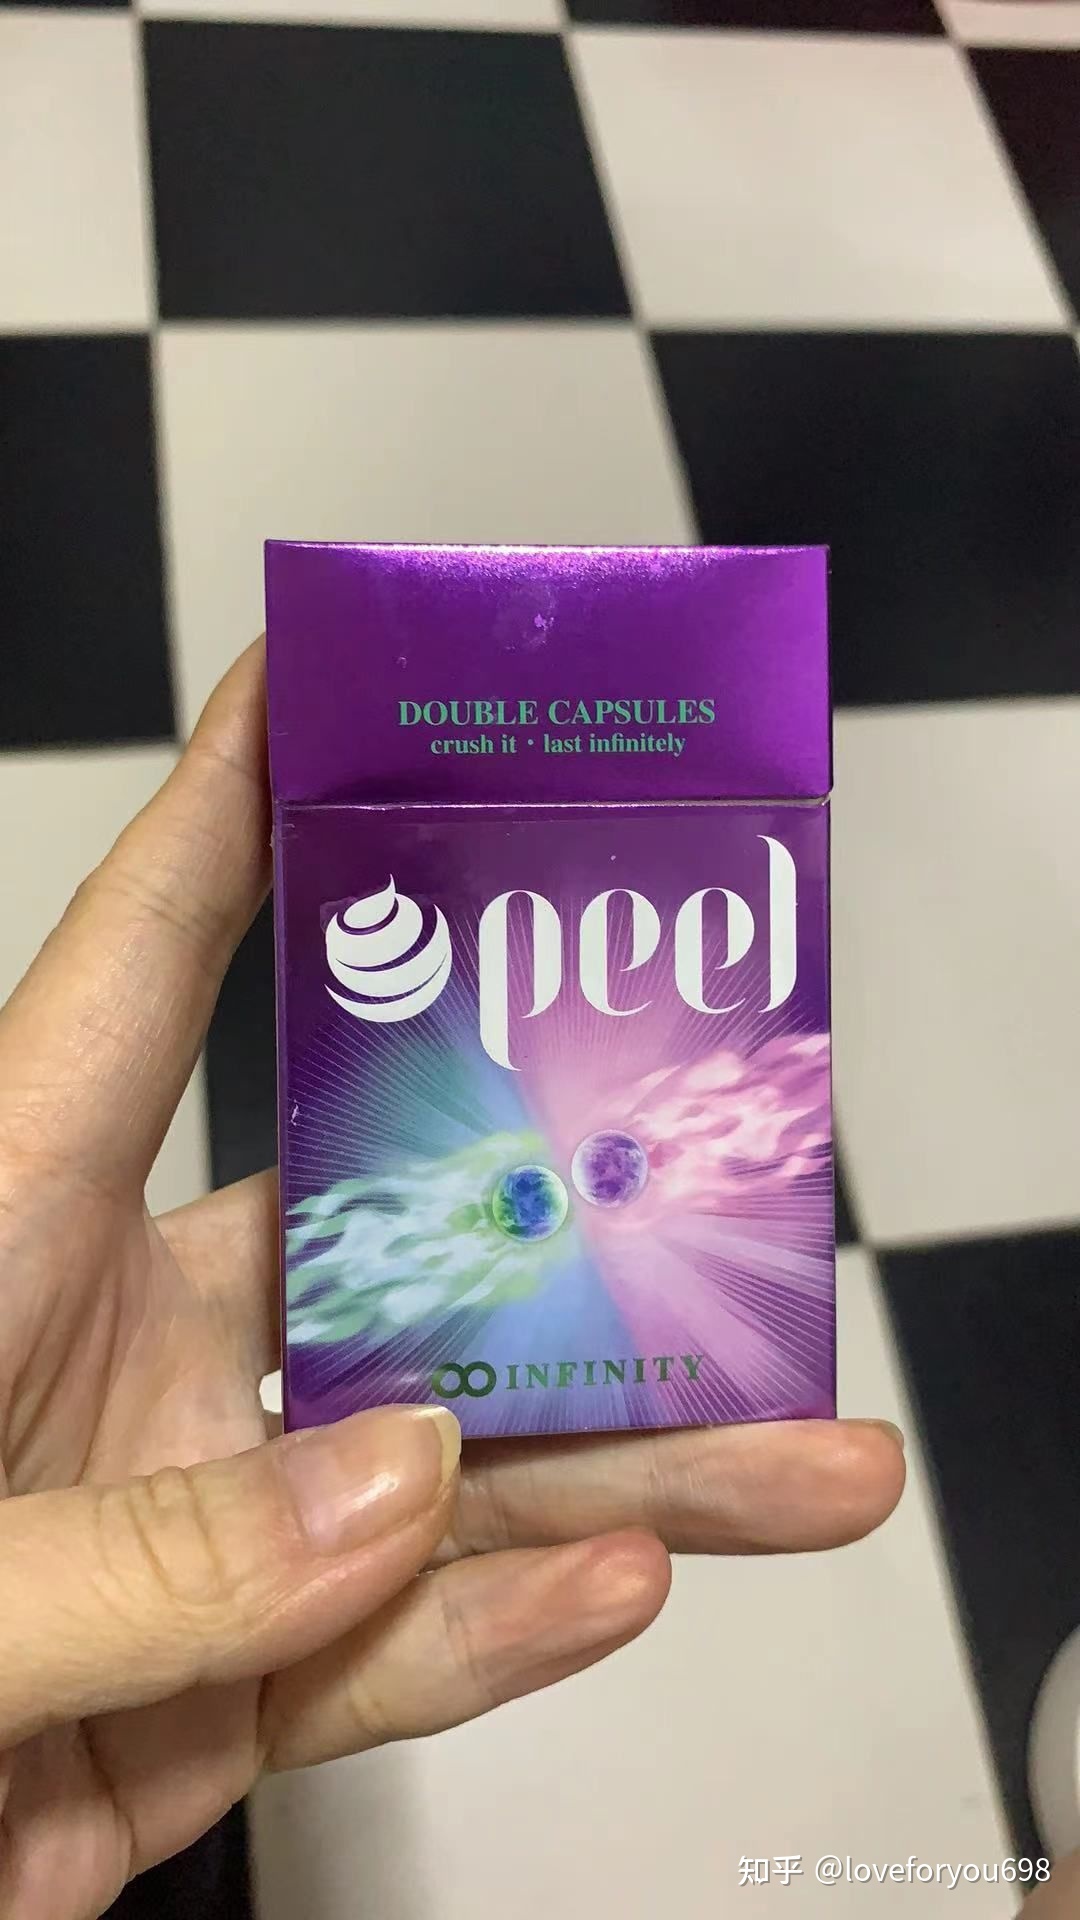 DOUBLE CAPSULES
crush it · last infinitely
peel
INFINITY
知乎 @loveforyou698